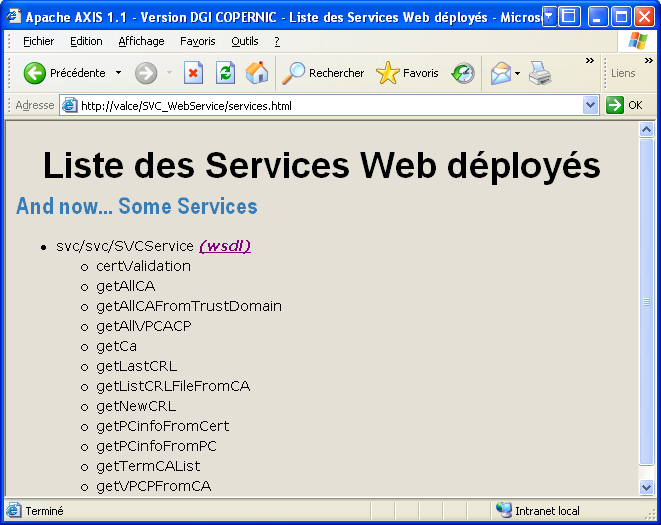 Apache AXIS 1.1 - Version DGI COPERNIC - Liste des Services Web déployés - Micros
Fichier Edition Affichage Favoris Outils ?
Précédente Rechercher Favoris »
Liens »
Adresse http://valce/SVC_WebService/services.html OK
Liste des Services Web déployés
And now... Some Services
svc/svc/SVCService (wsdl)
certValidation
getAllCA
getAllCAFromTrustDomain
getAllVPCACP
getCa
getLastCRL
getListCRLFileFromCA
getNewCRL
getPCinfoFromCert
getPCinfoFromPC
getTermCAList
getVPCPFromCA
Terminé Intranet local